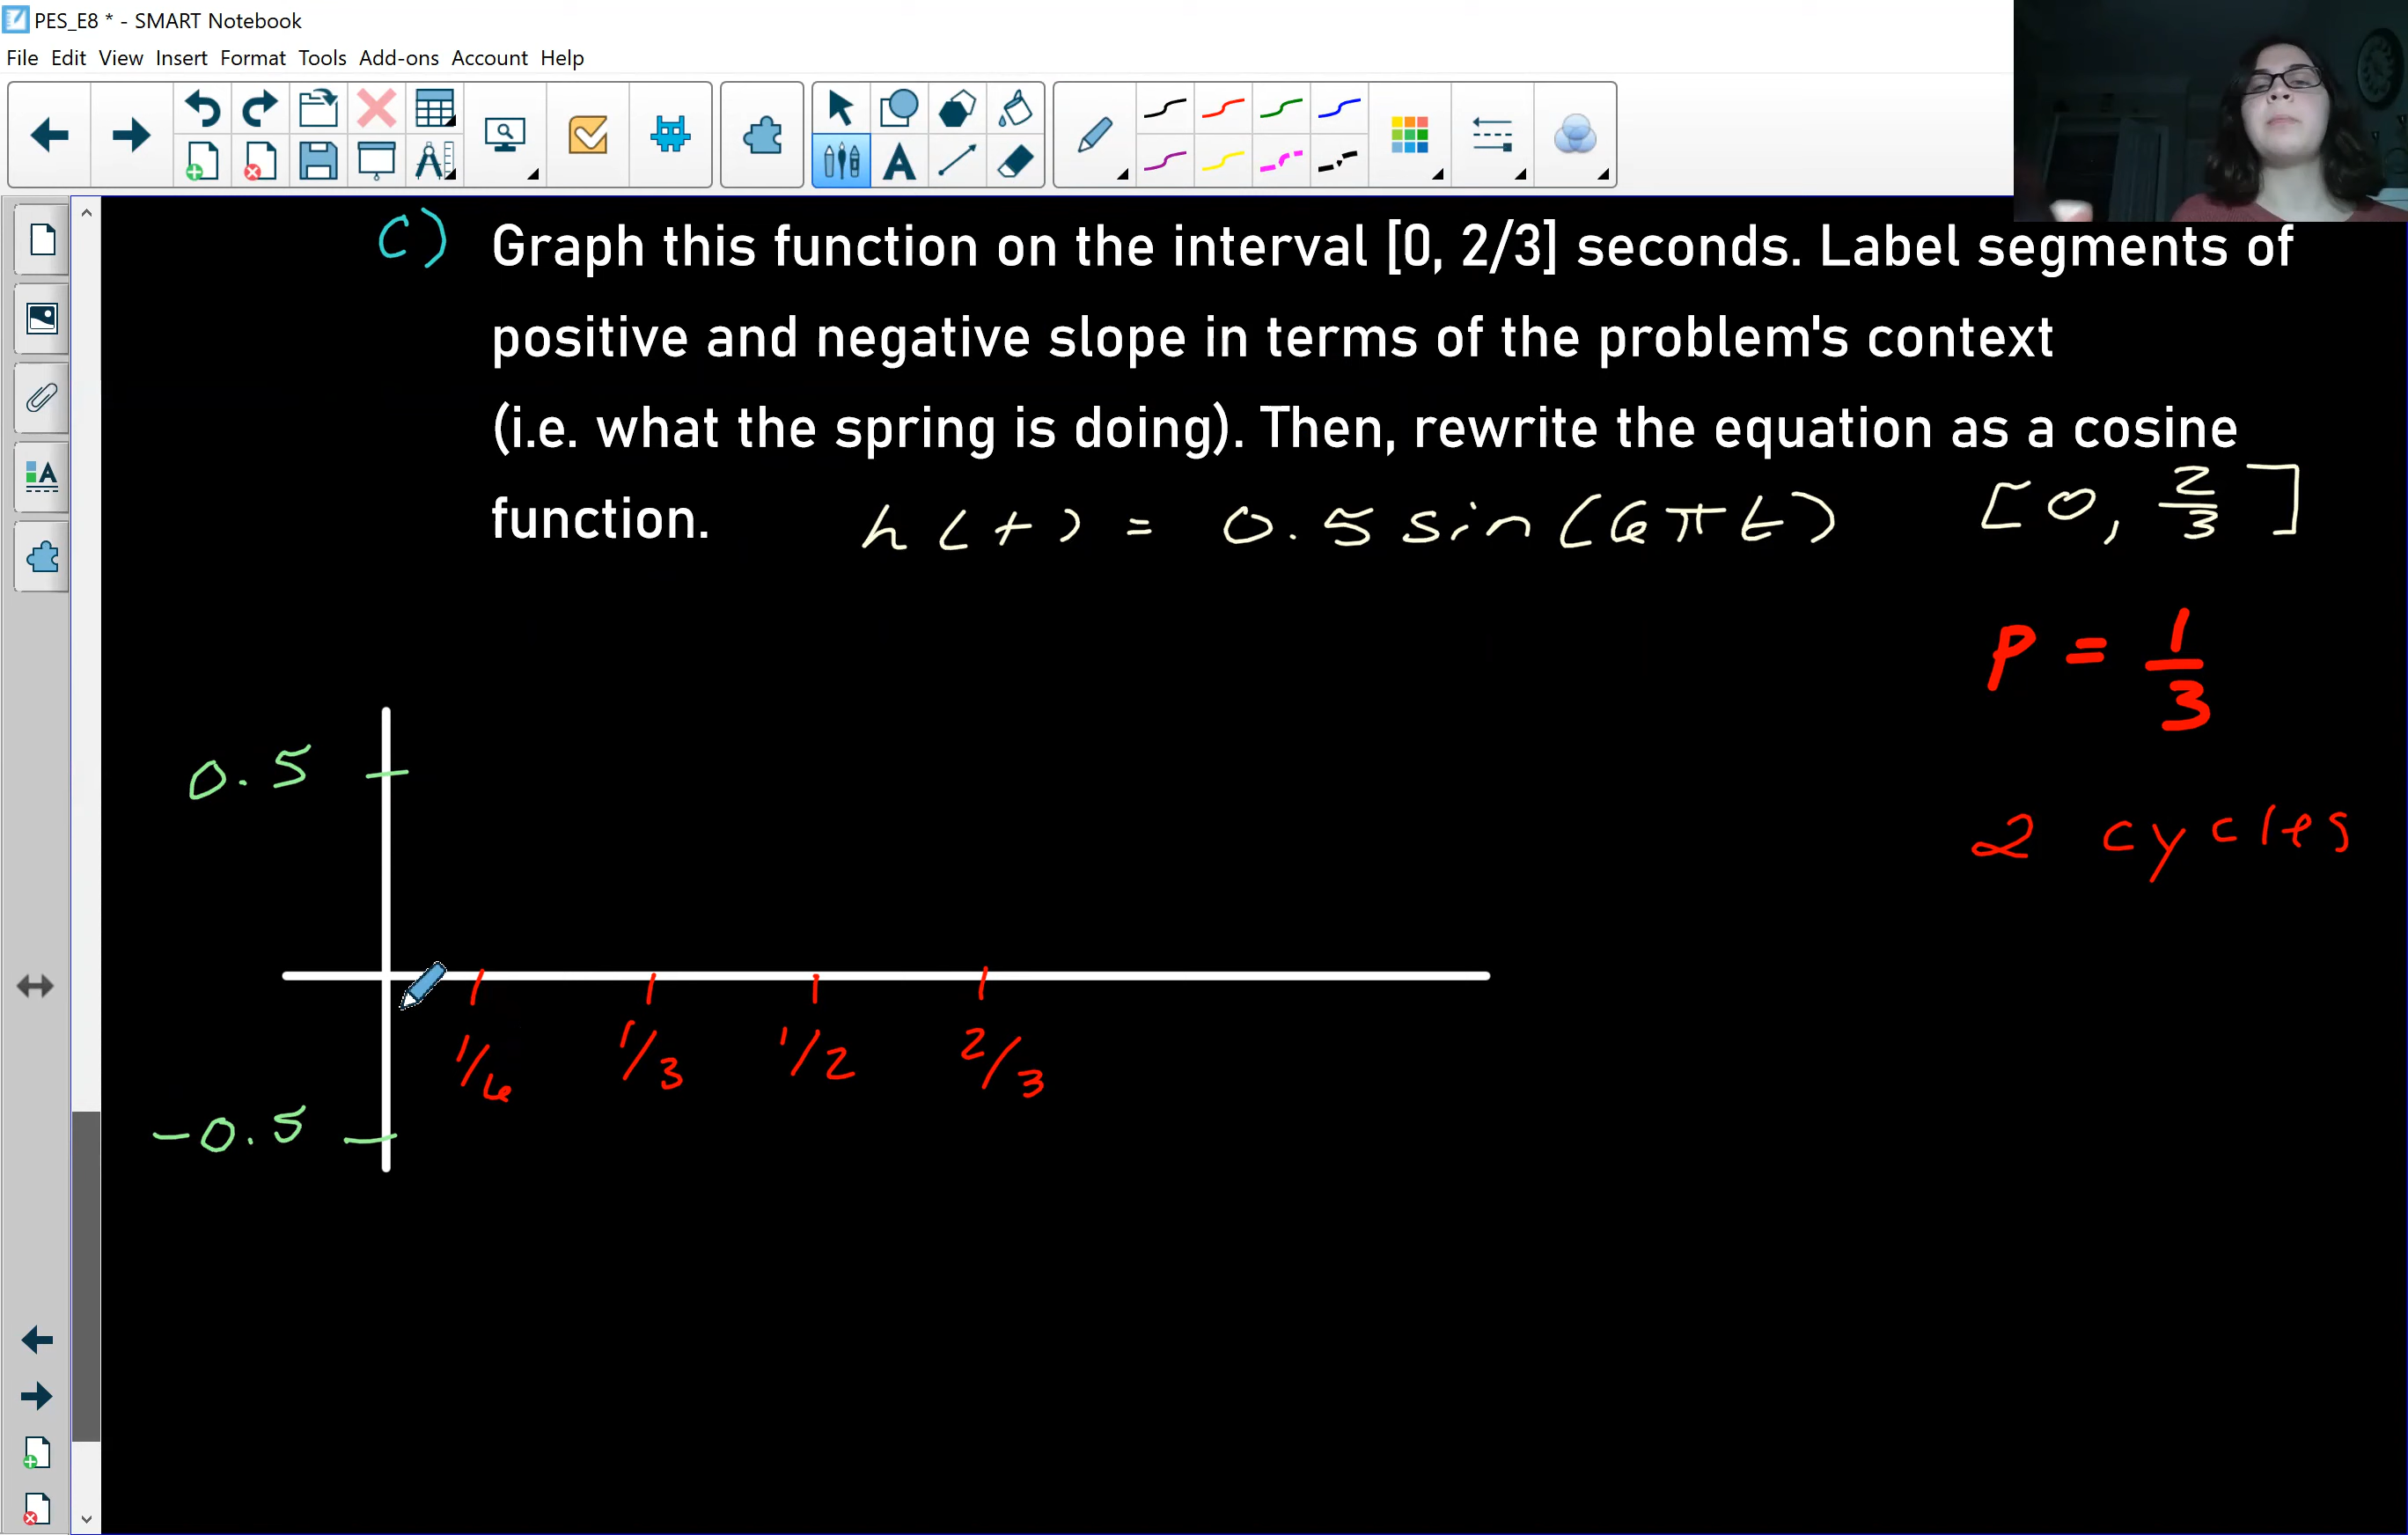 PES_E8 * - SMART Notebook
File Edit View Insert Format Tools Add-ons Account Help
c) Graph this function on the interval [0, 2/3] seconds. Label segments of
positive and negative slope in terms of the problem's context
(i.e. what the spring is doing). Then, rewrite the equation as a cosine
function. h(t) = 0.5 sin(6πt) [0, 2/3]
P = 1/3
2 cycles
0.5
1/6 1/3 1/2 2/3
-0.5